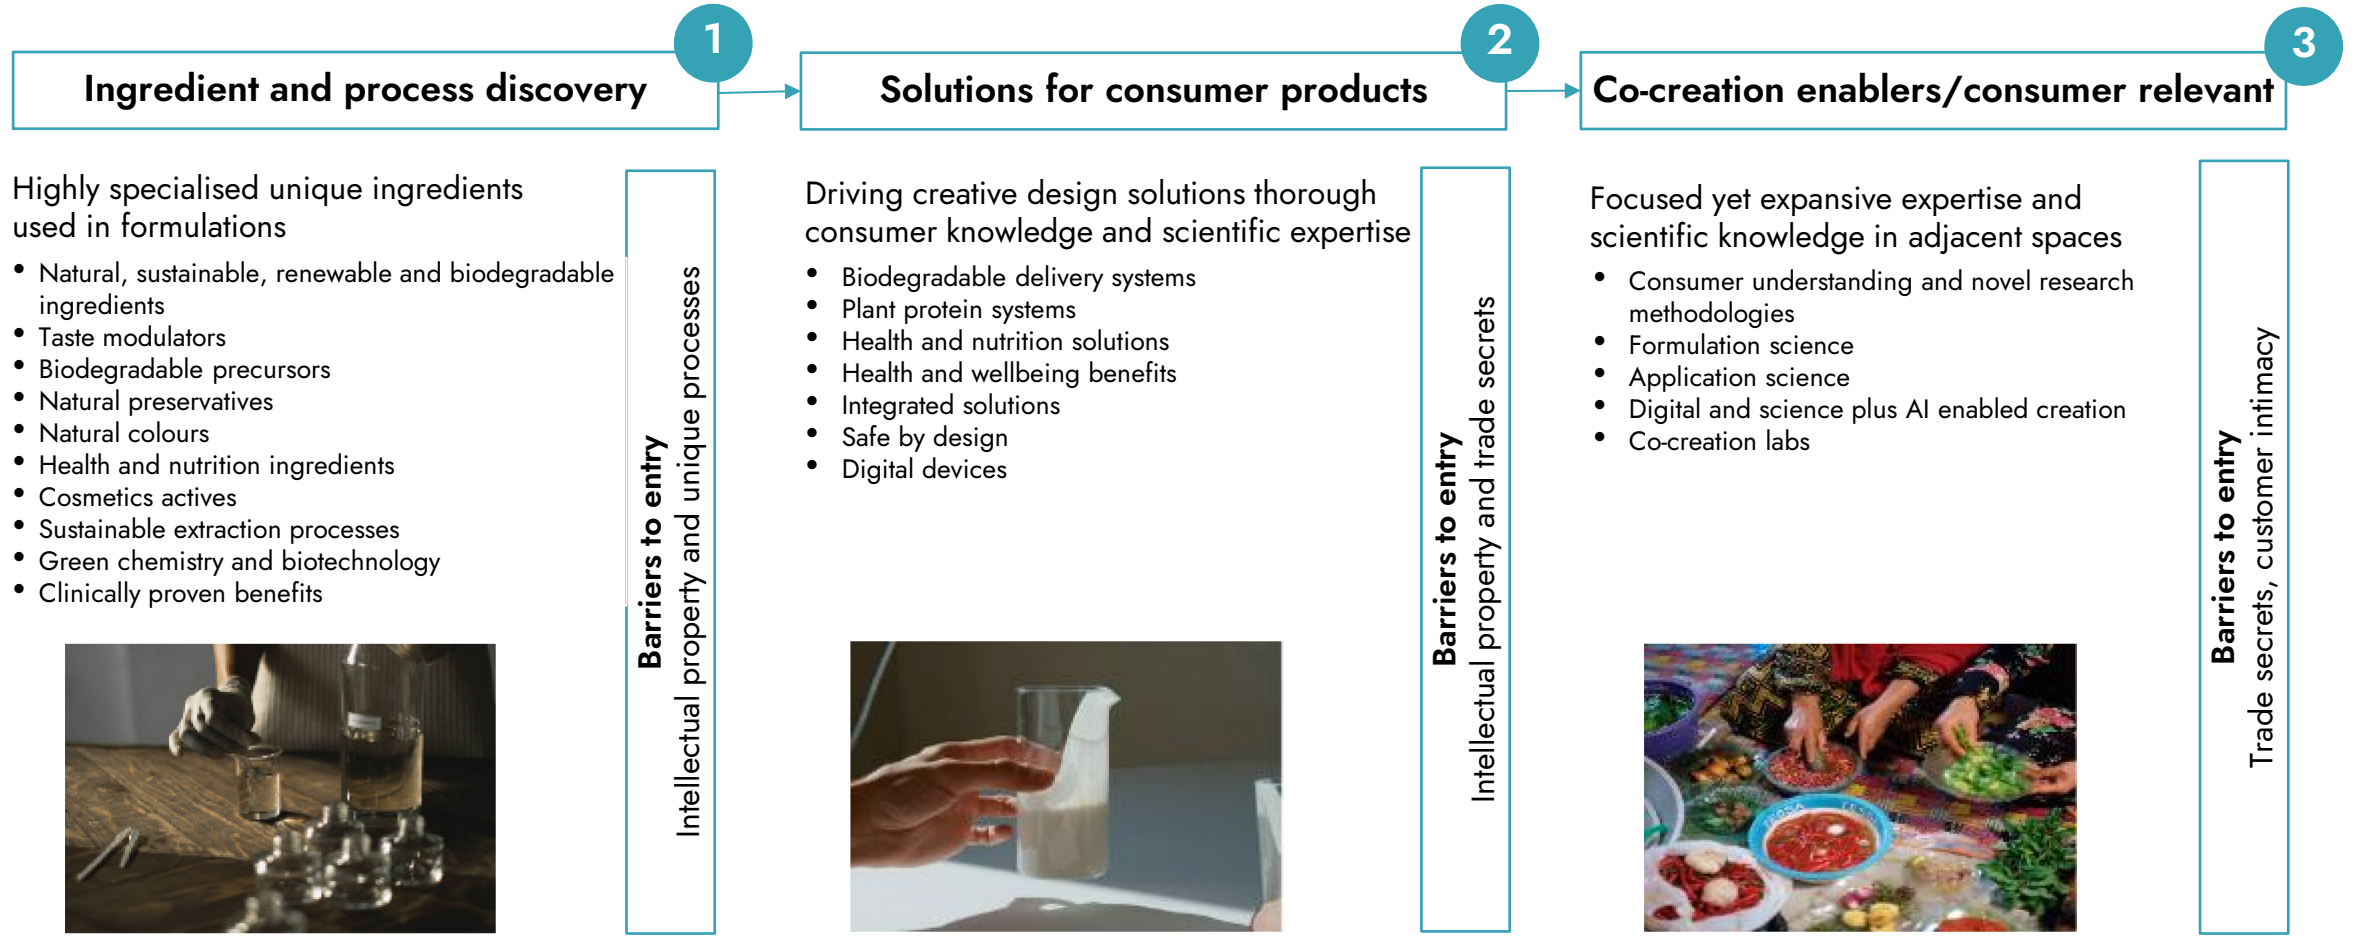 1
Ingredient and process discovery
Highly specialised unique ingredients
used in formulations
• Natural, sustainable, renewable and biodegradable
ingredients
• Taste modulators
• Biodegradable precursors
• Natural preservatives
• Natural colours
• Health and nutrition ingredients
• Cosmetics actives
• Sustainable extraction processes
• Green chemistry and biotechnology
• Clinically proven benefits
Barriers to entry
Intellectual property and unique processes
2
Solutions for consumer products
Driving creative design solutions thorough
consumer knowledge and scientific expertise
• Biodegradable delivery systems
• Plant protein systems
• Health and nutrition solutions
• Health and wellbeing benefits
• Integrated solutions
• Safe by design
• Digital devices
Barriers to entry
Intellectual property and trade secrets
3
Co-creation enablers/consumer relevant
Focused yet expansive expertise and
scientific knowledge in adjacent spaces
• Consumer understanding and novel research
methodologies
• Formulation science
• Application science
• Digital and science plus AI enabled creation
• Co-creation labs
Barriers to entry
Trade secrets, customer intimacy